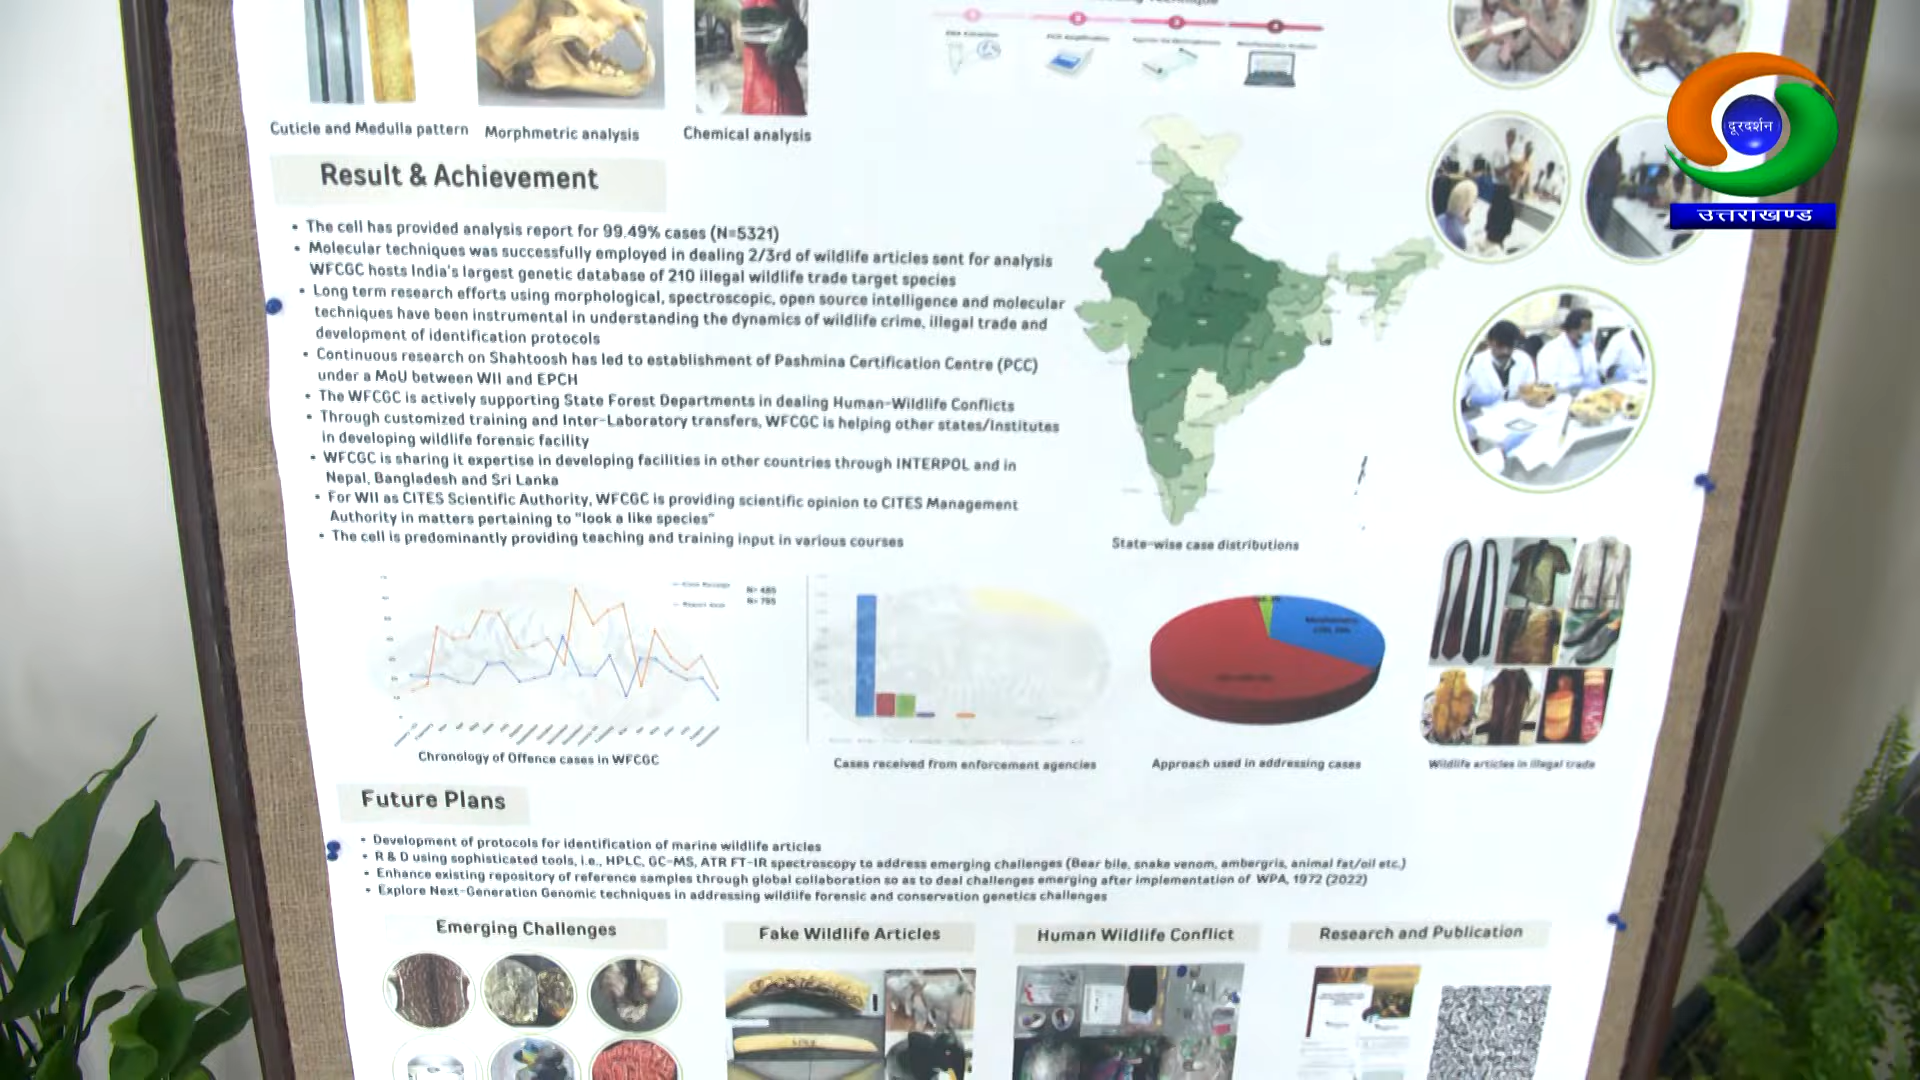 Cuticle and Medulla pattern
Morphmetric analysis
Chemical analysis
दूरदर्शन
उत्तराखण्ड
Result & Achievement
• The cell has provided analysis report for 99.49% cases (N=5321)
• Molecular techniques was successfully employed in dealing 2/3rd of wildlife articles sent for analysis
WFCGC hosts India's largest genetic database of 210 illegal wildlife trade target species
• Long term research efforts using morphological, spectroscopic, open source intelligence and molecular
techniques have been instrumental in understanding the dynamics of wildlife crime, illegal trade and
development of identification protocols
• Continuous research on Shahtoosh has led to establishment of Pashmina Certification Centre (PCC)
under a MoU between WII and EPCH
• The WFCGC is actively supporting State Forest Departments in dealing Human-Wildlife Conflicts
• Through customized training and Inter-Laboratory transfers, WFCGC is helping other states/Institutes
in developing wildlife forensic facility
• WFCGC is sharing it expertise in developing facilities in other countries through INTERPOL and in
Nepal, Bangladesh and Sri Lanka
• For WII as CITES Scientific Authority, WFCGC is providing scientific opinion to CITES Management
Authority in matters pertaining to "look a like species"
• The cell is predominantly providing teaching and training input in various courses
State-wise case distributions
N= 485
N= 795
Chronology of Offence cases in WFCGC
Cases received from enforcement agencies
Approach used in addressing cases
Wildlife articles in illegal trade
Future Plans
• Development of protocols for identification of marine wildlife articles
• R & D using sophisticated tools, i.e., HPLC, GC-MS, ATR FT-IR spectroscopy to address emerging challenges (Bear bile, snake venom, ambergris, animal fat/oil etc.)
• Enhance existing repository of reference samples through global collaboration so as to deal challenges emerging after implementation of WPA, 1972 (2022)
• Explore Next-Generation Genomic techniques in addressing wildlife forensic and conservation genetics challenges
Emerging Challenges
Fake Wildlife Articles
Human Wildlife Conflict
Research and Publication